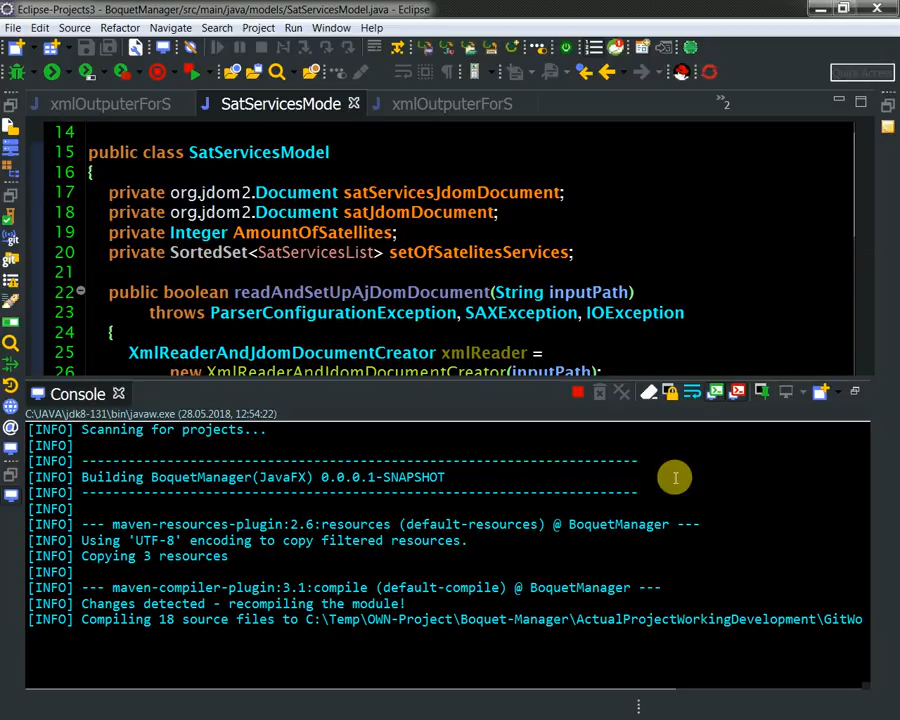 Eclipse-Projects3 - BoquetManager/src/main/java/models/SatServicesModel.java - Eclipse
File Edit Source Refactor Navigate Search Project Run Window Help
Quick Access
xmlOutputerForS SatServicesMode xmlOutputerForS 2
14
15 public class SatServicesModel
16 {
17 private org.jdom2.Document satServicesJdomDocument;
18 private org.jdom2.Document satJdomDocument;
19 private Integer AmountOfSatellites;
20 private SortedSet<SatServicesList> setOfSatelitesServices;
21
22 public boolean readAndSetUpAjDomDocument(String inputPath)
23 throws ParserConfigurationException, SAXException, IOException
24 {
25 XmlReaderAndJdomDocumentCreator xmlReader =
26 new XmlReaderAndJdomDocumentCreator(inputPath);
Console
C:\JAVA\jdk8-131\bin\javaw.exe (28.05.2018, 12:54:22)
[INFO] Scanning for projects...
[INFO]
[INFO] ------------------------------------------------------------------------
[INFO] Building BoquetManager(JavaFX) 0.0.0.1-SNAPSHOT
[INFO] ------------------------------------------------------------------------
[INFO]
[INFO] --- maven-resources-plugin:2.6:resources (default-resources) @ BoquetManager ---
[INFO] Using 'UTF-8' encoding to copy filtered resources.
[INFO] Copying 3 resources
[INFO]
[INFO] --- maven-compiler-plugin:3.1:compile (default-compile) @ BoquetManager ---
[INFO] Changes detected - recompiling the module!
[INFO] Compiling 18 source files to C:\Temp\OWN-Project\Boquet-Manager\ActualProjectWorkingDevelopment\GitWo